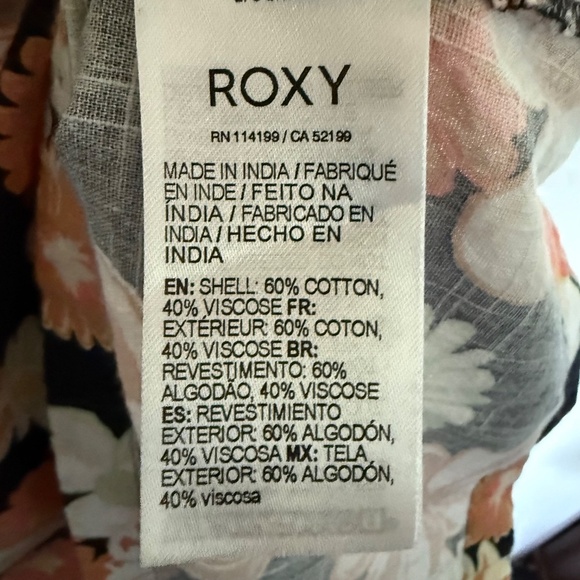 ROXY
RN 114199 / CA 52199
MADE IN INDIA / FABRIQUÉ
EN INDE / FEITO NA
ÍNDIA / FABRICADO EN
INDIA / HECHO EN
INDIA
EN: SHELL: 60% COTTON,
40% VISCOSE FR:
EXTÉRIEUR: 60% COTON,
40% VISCOSE BR:
REVESTIMENTO: 60%
ALGODÃO, 40% VISCOSE
ES: REVESTIMIENTO
EXTERIOR: 60% ALGODÓN,
40% VISCOSA MX: TELA
EXTERIOR: 60% ALGODÓN,
40% viscosa